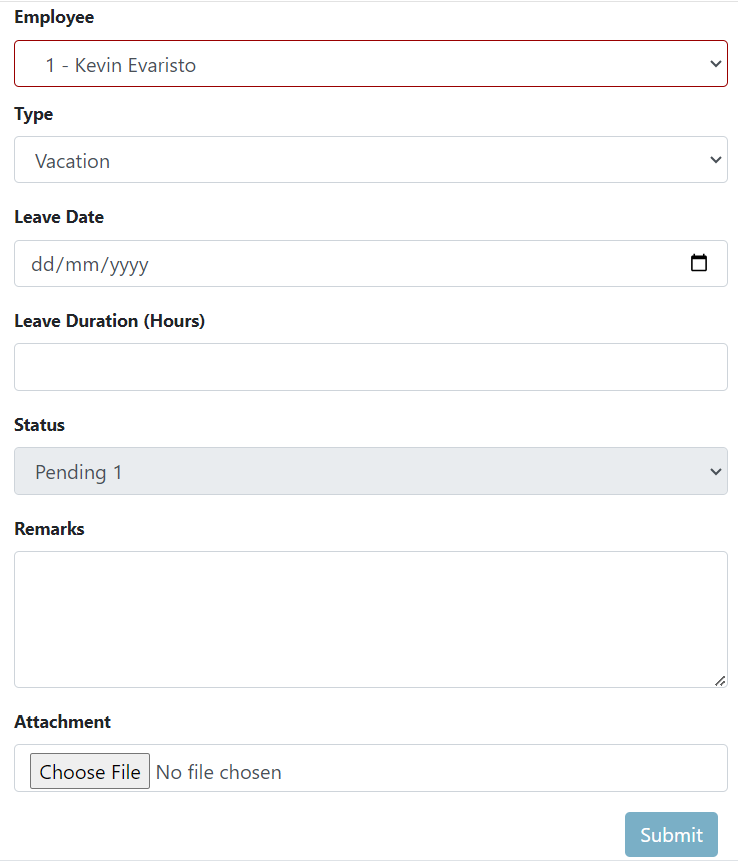 Employee
1 - Kevin Evaristo
Type
Vacation
Leave Date
dd/mm/yyyy
Leave Duration (Hours)
Status
Pending 1
Remarks
Attachment
Choose File No file chosen
Submit